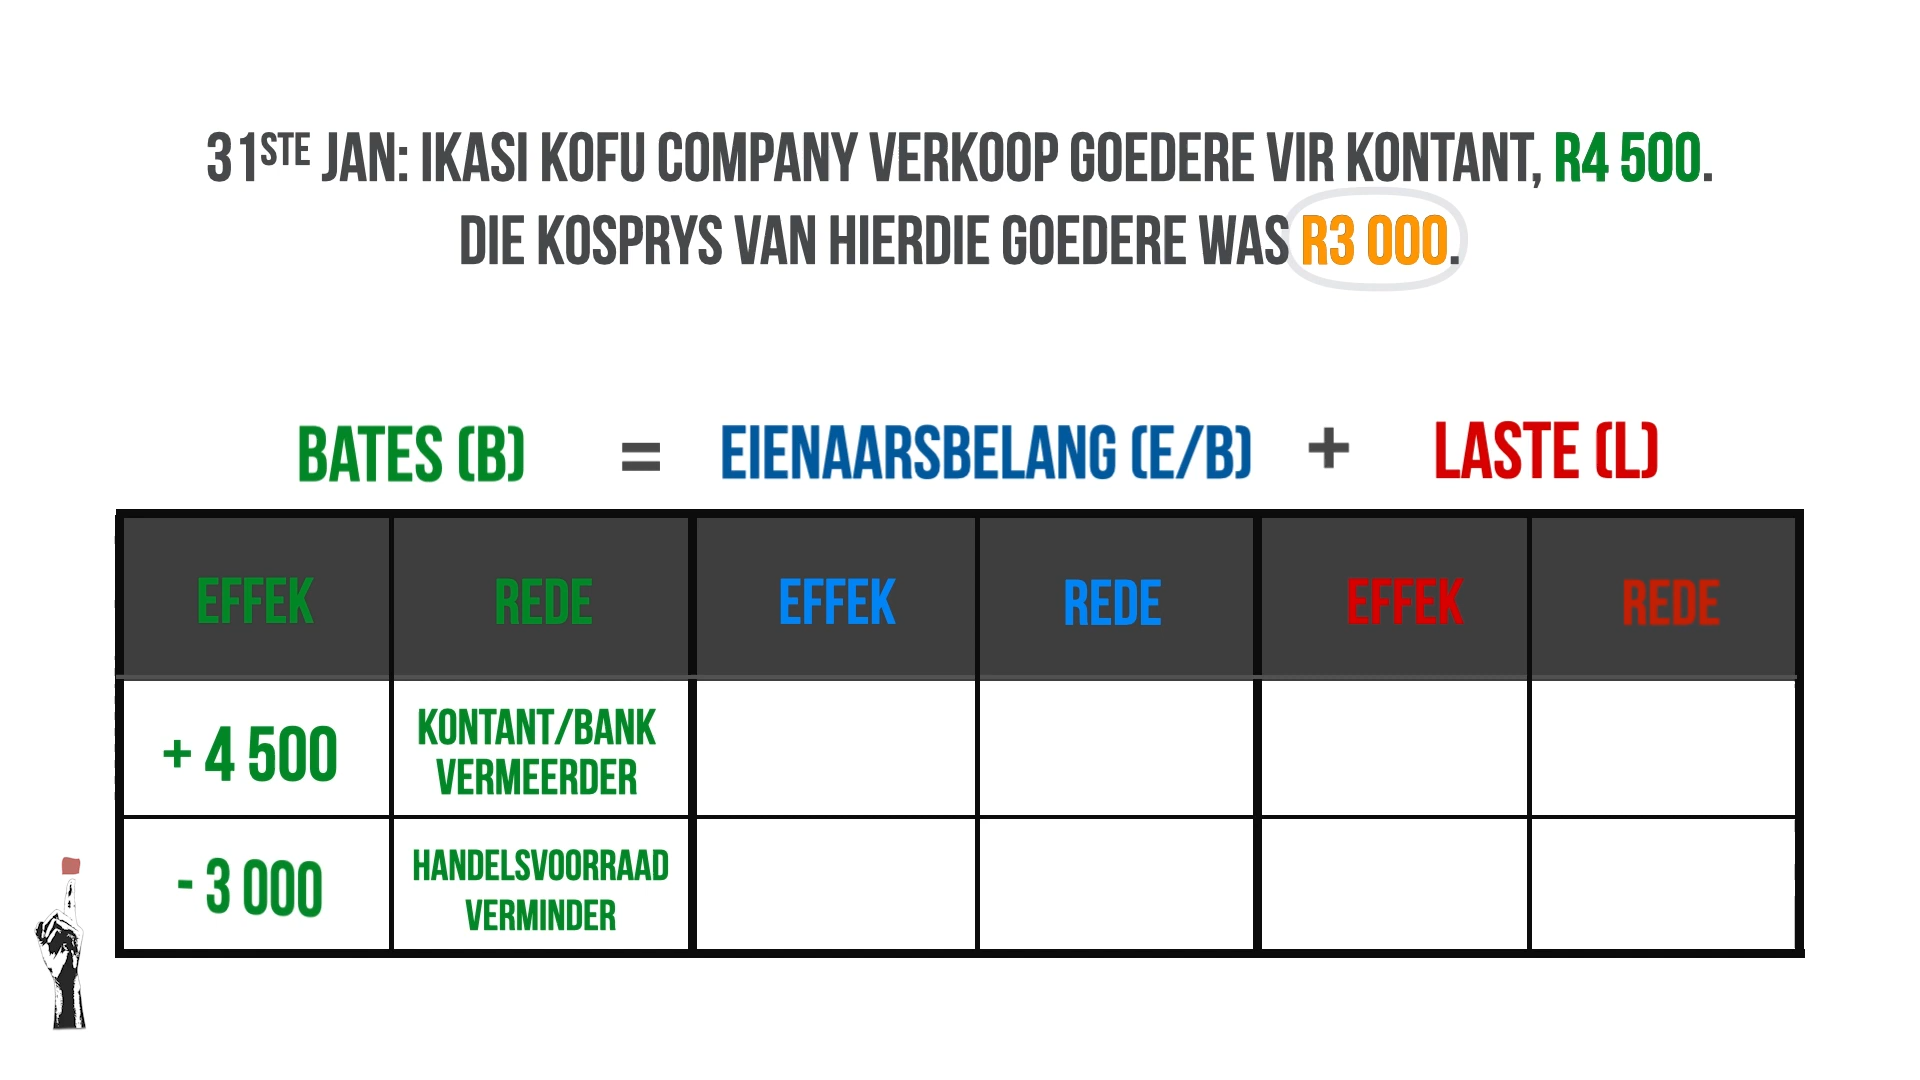 31STE JAN: IKASI KOFU COMPANY VERKOOP GOEDERE VIR KONTANT, R4 500.
DIE KOSPRYS VAN HIERDIE GOEDERE WAS R3 000.
BATES (B) = EIENAARSBELANG (E/B) + LASTE (L)
EFFEK REDE EFFEK REDE EFFEK REDE
+ 4 500 KONTANT/BANK
VERMEERDER
- 3 000 HANDELSVOORRAAD
VERMINDER